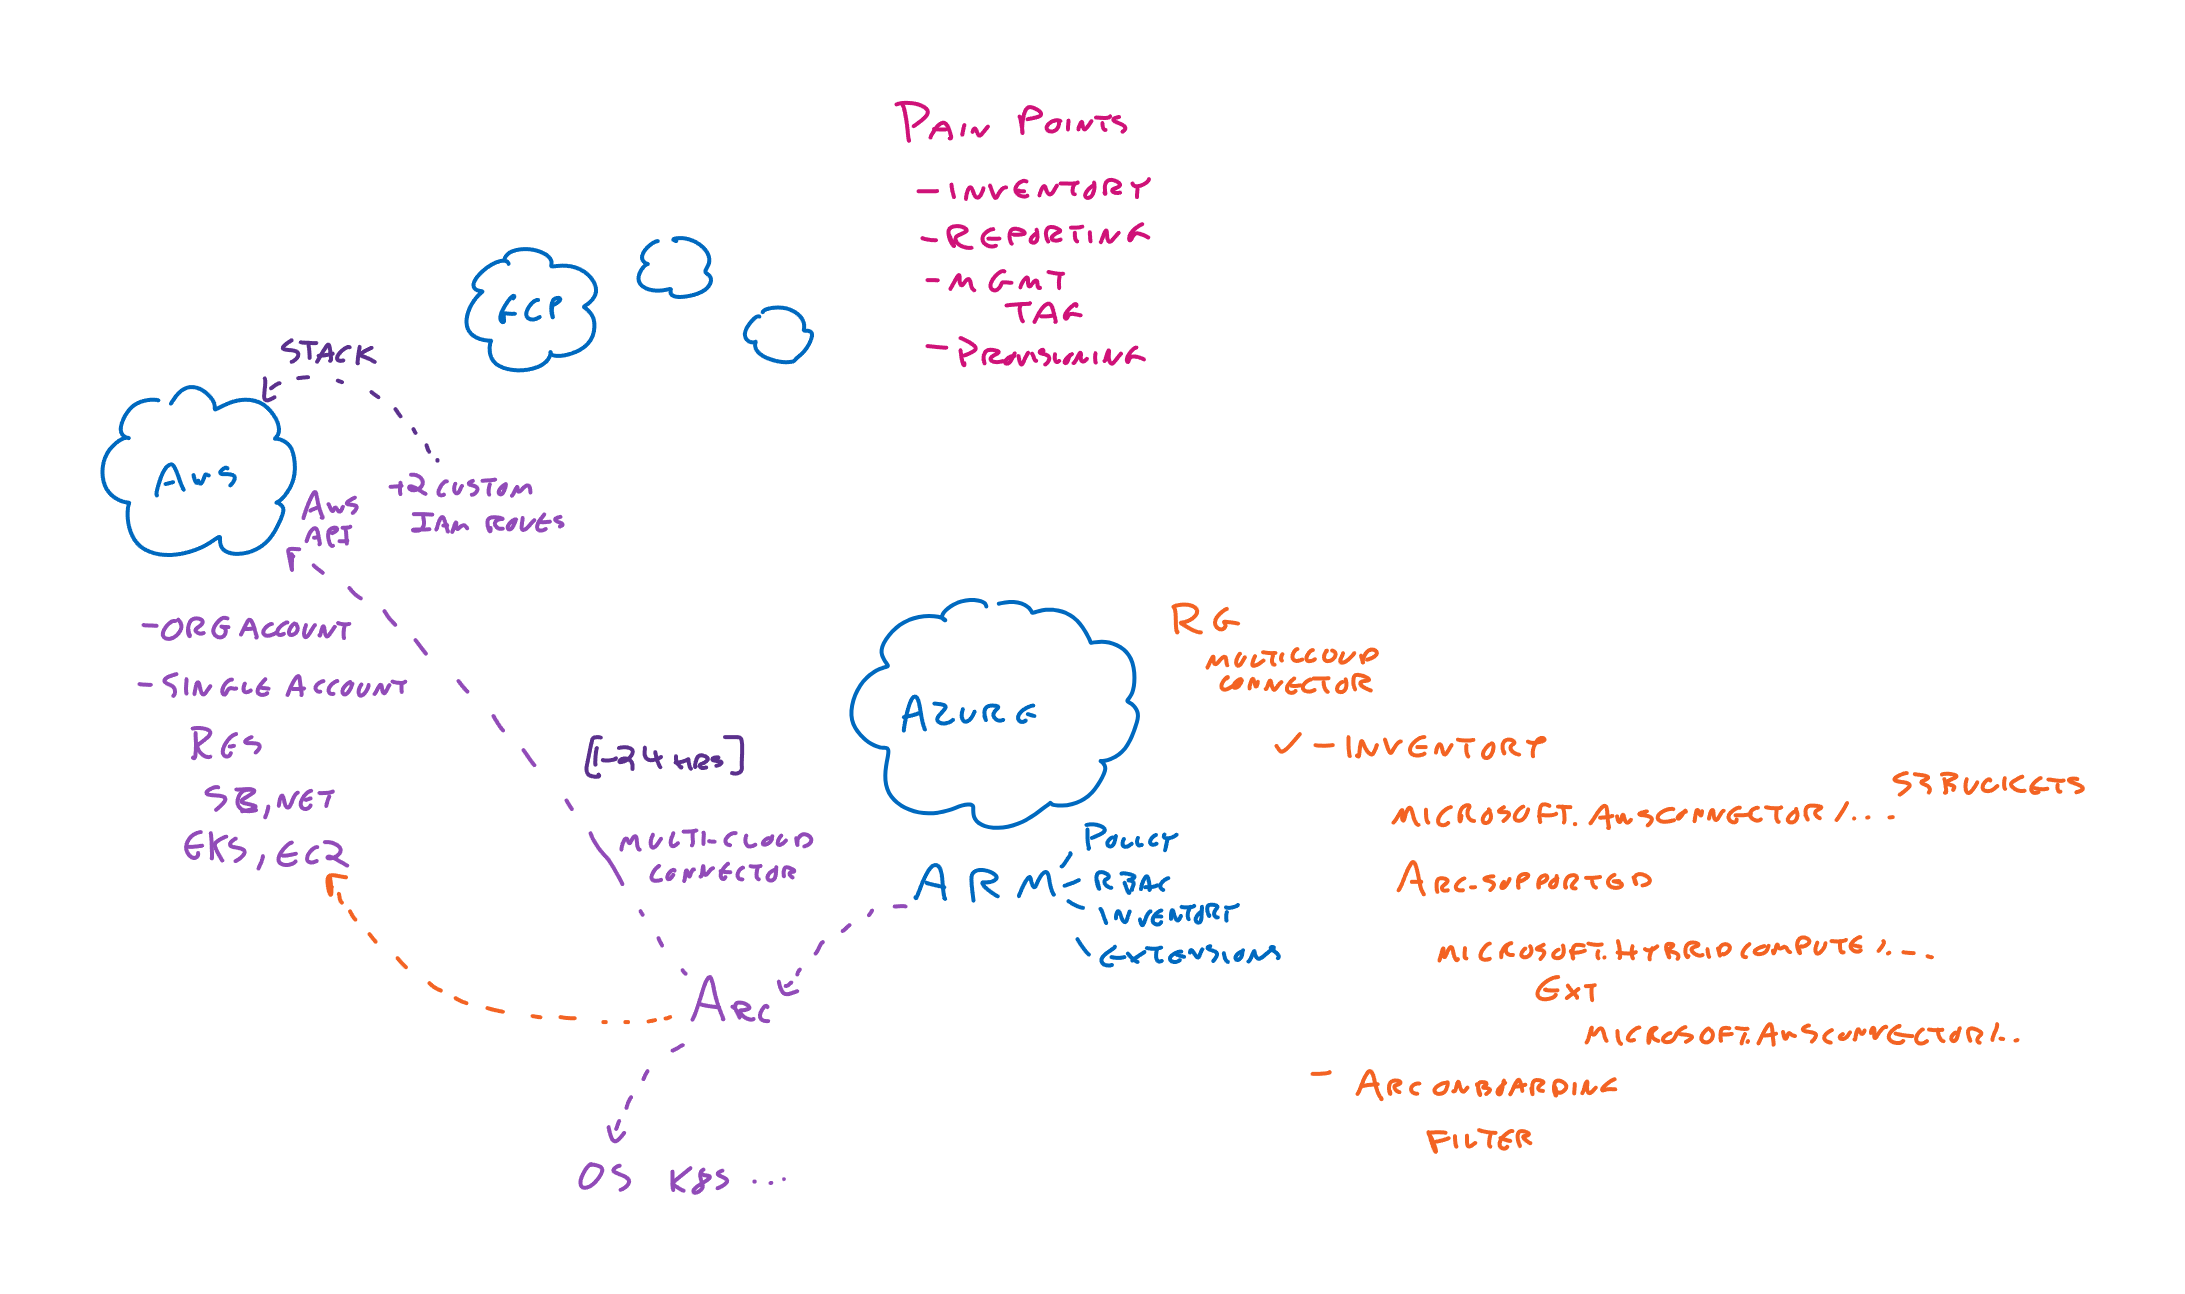 PAIN POINTS
- INVENTORY
- REPORTING
- MGMT
TAG
- PROVISIONING
GCP
STACK
AWS
AWS
API
+2 CUSTOM
IAM ROLES
- ORG ACCOUNT
- SINGLE ACCOUNT
RES
S3, NET
EKS, EC2
[1-24 HRS]
MULTI-CLOUD
CONNECTOR
AZURE
ARM
POLICY
RBAC
INVENTORY
EXTENSIONS
ARC
OS K8S ...
RG
MULTICLOUD
CONNECTOR
✓ - INVENTORY
S3 BUCKETS
MICROSOFT.AWSCONNECTOR/...
ARC-SUPPORTED
MICROSOFT.HYBRIDCOMPUTE/...
EXT
MICROSOFT.AWSCONNECTOR/..
- ARC ONBOARDING
FILTER